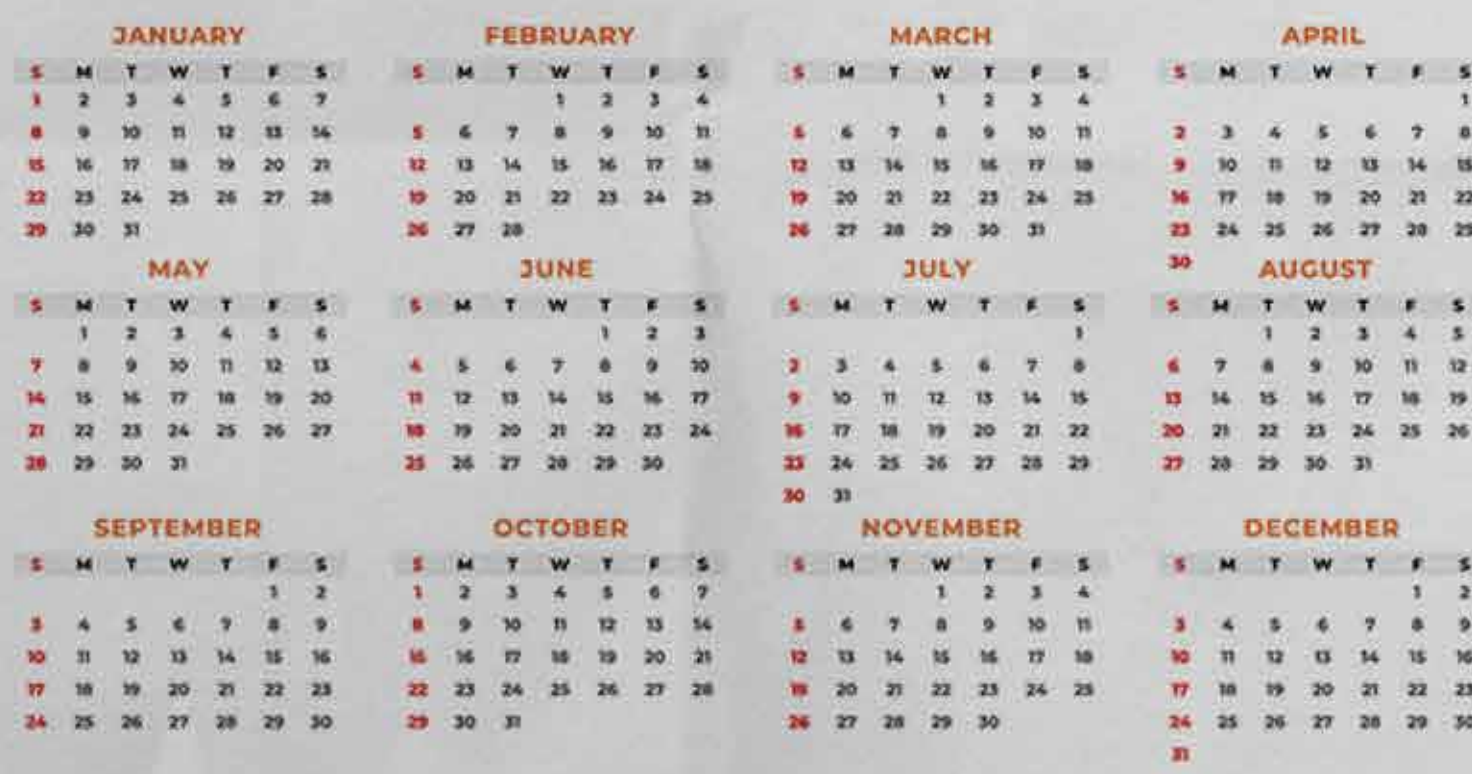 JANUARY
S M T W T F S
1 2 3 4 5 6 7
8 9 10 11 12 13 14
15 16 17 18 19 20 21
22 23 24 25 26 27 28
29 30 31
FEBRUARY
S M T W T F S
1 2 3 4
5 6 7 8 9 10 11
12 13 14 15 16 17 18
19 20 21 22 23 24 25
26 27 28
MARCH
S M T W T F S
1 2 3 4
5 6 7 8 9 10 11
12 13 14 15 16 17 18
19 20 21 22 23 24 25
26 27 28 29 30 31
APRIL
S M T W T F S
1
2 3 4 5 6 7 8
9 10 11 12 13 14 15
16 17 18 19 20 21 22
23 24 25 26 27 28 29
30
MAY
S M T W T F S
1 2 3 4 5 6
7 8 9 10 11 12 13
14 15 16 17 18 19 20
21 22 23 24 25 26 27
28 29 30 31
JUNE
S M T W T F S
1 2 3
4 5 6 7 8 9 10
11 12 13 14 15 16 17
18 19 20 21 22 23 24
25 26 27 28 29 30
JULY
S M T W T F S
1
2 3 4 5 6 7 8
9 10 11 12 13 14 15
16 17 18 19 20 21 22
23 24 25 26 27 28 29
30 31
AUGUST
S M T W T F S
1 2 3 4 5
6 7 8 9 10 11 12
13 14 15 16 17 18 19
20 21 22 23 24 25 26
27 28 29 30 31
SEPTEMBER
S M T W T F S
1 2
3 4 5 6 7 8 9
10 11 12 13 14 15 16
17 18 19 20 21 22 23
24 25 26 27 28 29 30
OCTOBER
S M T W T F S
1 2 3 4 5 6 7
8 9 10 11 12 13 14
15 16 17 18 19 20 21
22 23 24 25 26 27 28
29 30 31
NOVEMBER
S M T W T F S
1 2 3 4
5 6 7 8 9 10 11
12 13 14 15 16 17 18
19 20 21 22 23 24 25
26 27 28 29 30
DECEMBER
S M T W T F S
1 2
3 4 5 6 7 8 9
10 11 12 13 14 15 16
17 18 19 20 21 22 23
24 25 26 27 28 29 30
31